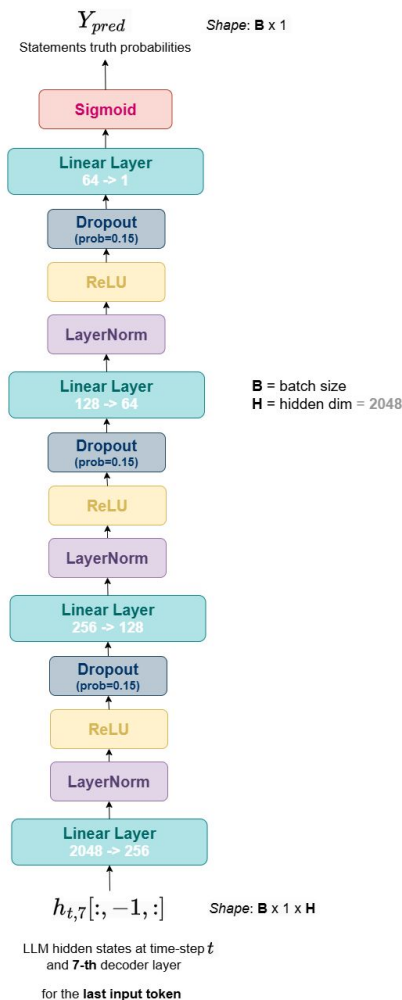 Y_{pred} Shape: B x 1
Statements truth probabilities
Sigmoid
Linear Layer
64 -> 1
Dropout
(prob=0.15)
ReLU
LayerNorm
Linear Layer
128 -> 64
B = batch size
H = hidden dim = 2048
Dropout
(prob=0.15)
ReLU
LayerNorm
Linear Layer
256 -> 128
Dropout
(prob=0.15)
ReLU
LayerNorm
Linear Layer
2048 -> 256
h_{t,7}[:, -1, :] Shape: B x 1 x H
LLM hidden states at time-step t
and 7-th decoder layer
for the last input token